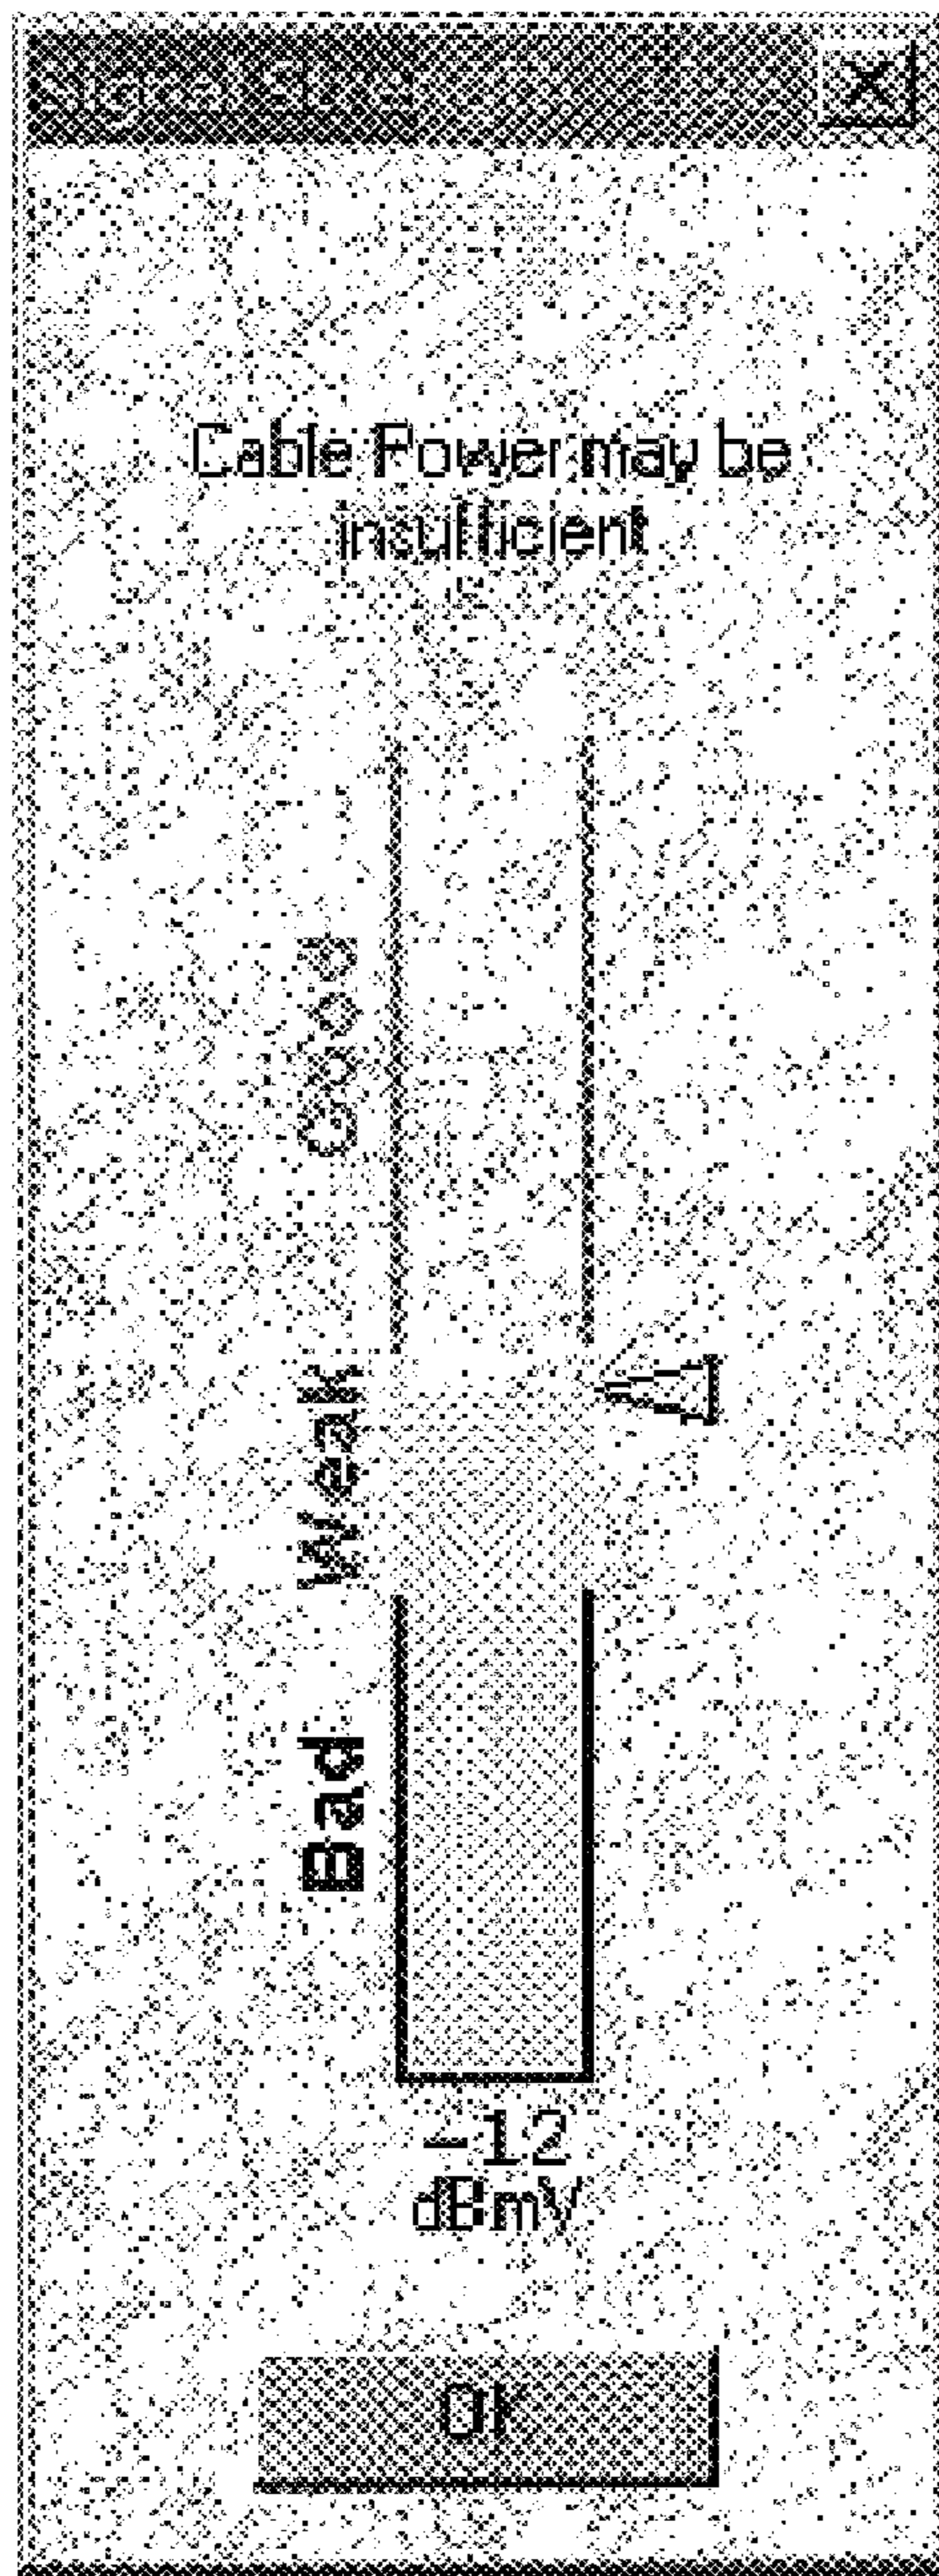 X
Cable Power may be
insufficient
Good
Weak
Bad
-12
dBmV
OK